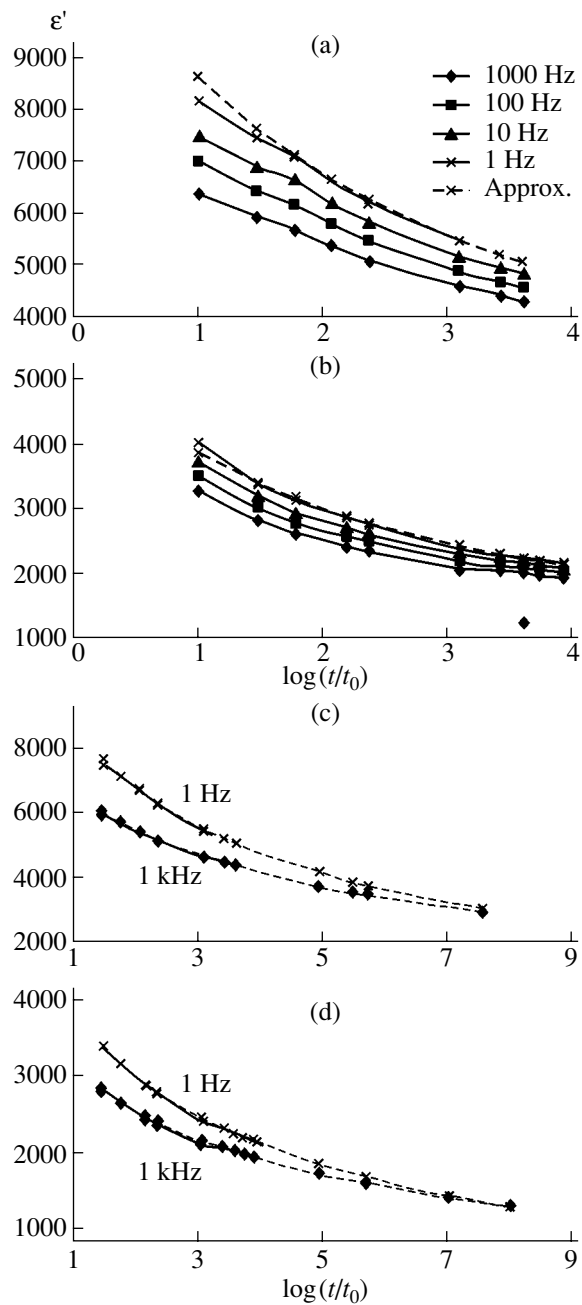 ε'
(a)
9000
8000
7000
6000
5000
4000
1000 Hz
100 Hz
10 Hz
1 Hz
Approx.
0 1 2 3 4
(b)
5000
4000
3000
2000
1000
0 1 2 3 4
log(t/t₀)
(c)
8000
6000
4000
2000
1 Hz
1 kHz
1 3 5 7 9
(d)
4000
3000
2000
1000
1 Hz
1 kHz
1 3 5 7 9
log(t/t₀)